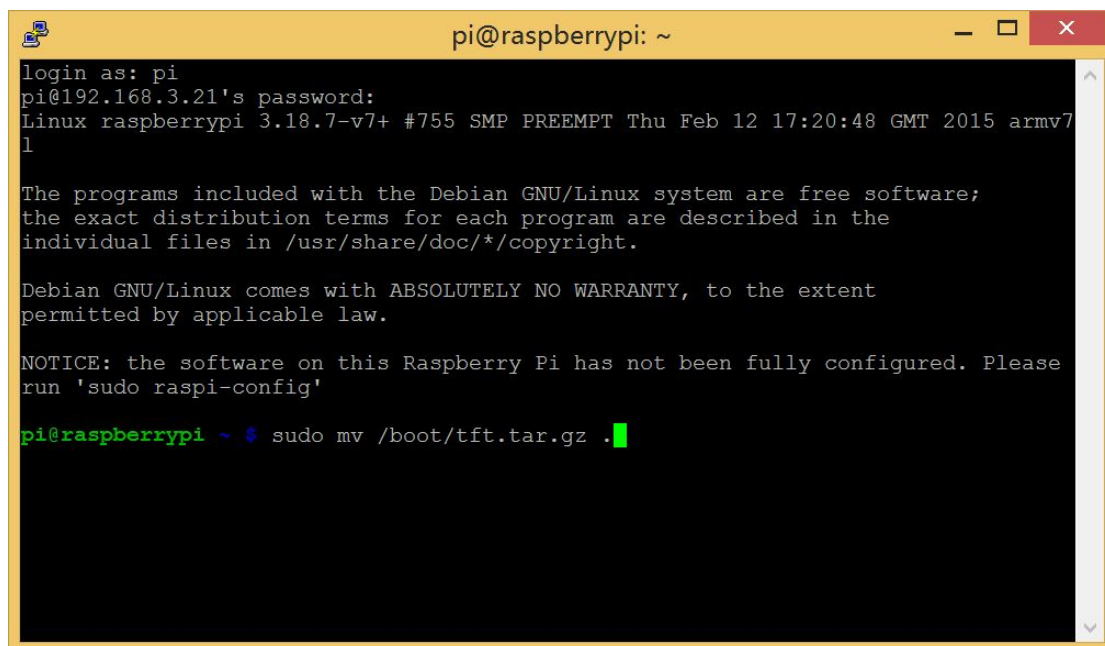 pi@raspberrypi: ~
login as: pi
pi@192.168.3.21's password:
Linux raspberrypi 3.18.7-v7+ #755 SMP PREEMPT Thu Feb 12 17:20:48 GMT 2015 armv7
l
The programs included with the Debian GNU/Linux system are free software;
the exact distribution terms for each program are described in the
individual files in /usr/share/doc/*/copyright.
Debian GNU/Linux comes with ABSOLUTELY NO WARRANTY, to the extent
permitted by applicable law.
NOTICE: the software on this Raspberry Pi has not been fully configured. Please
run 'sudo raspi-config'
pi@raspberrypi ~ $ sudo mv /boot/tft.tar.gz .